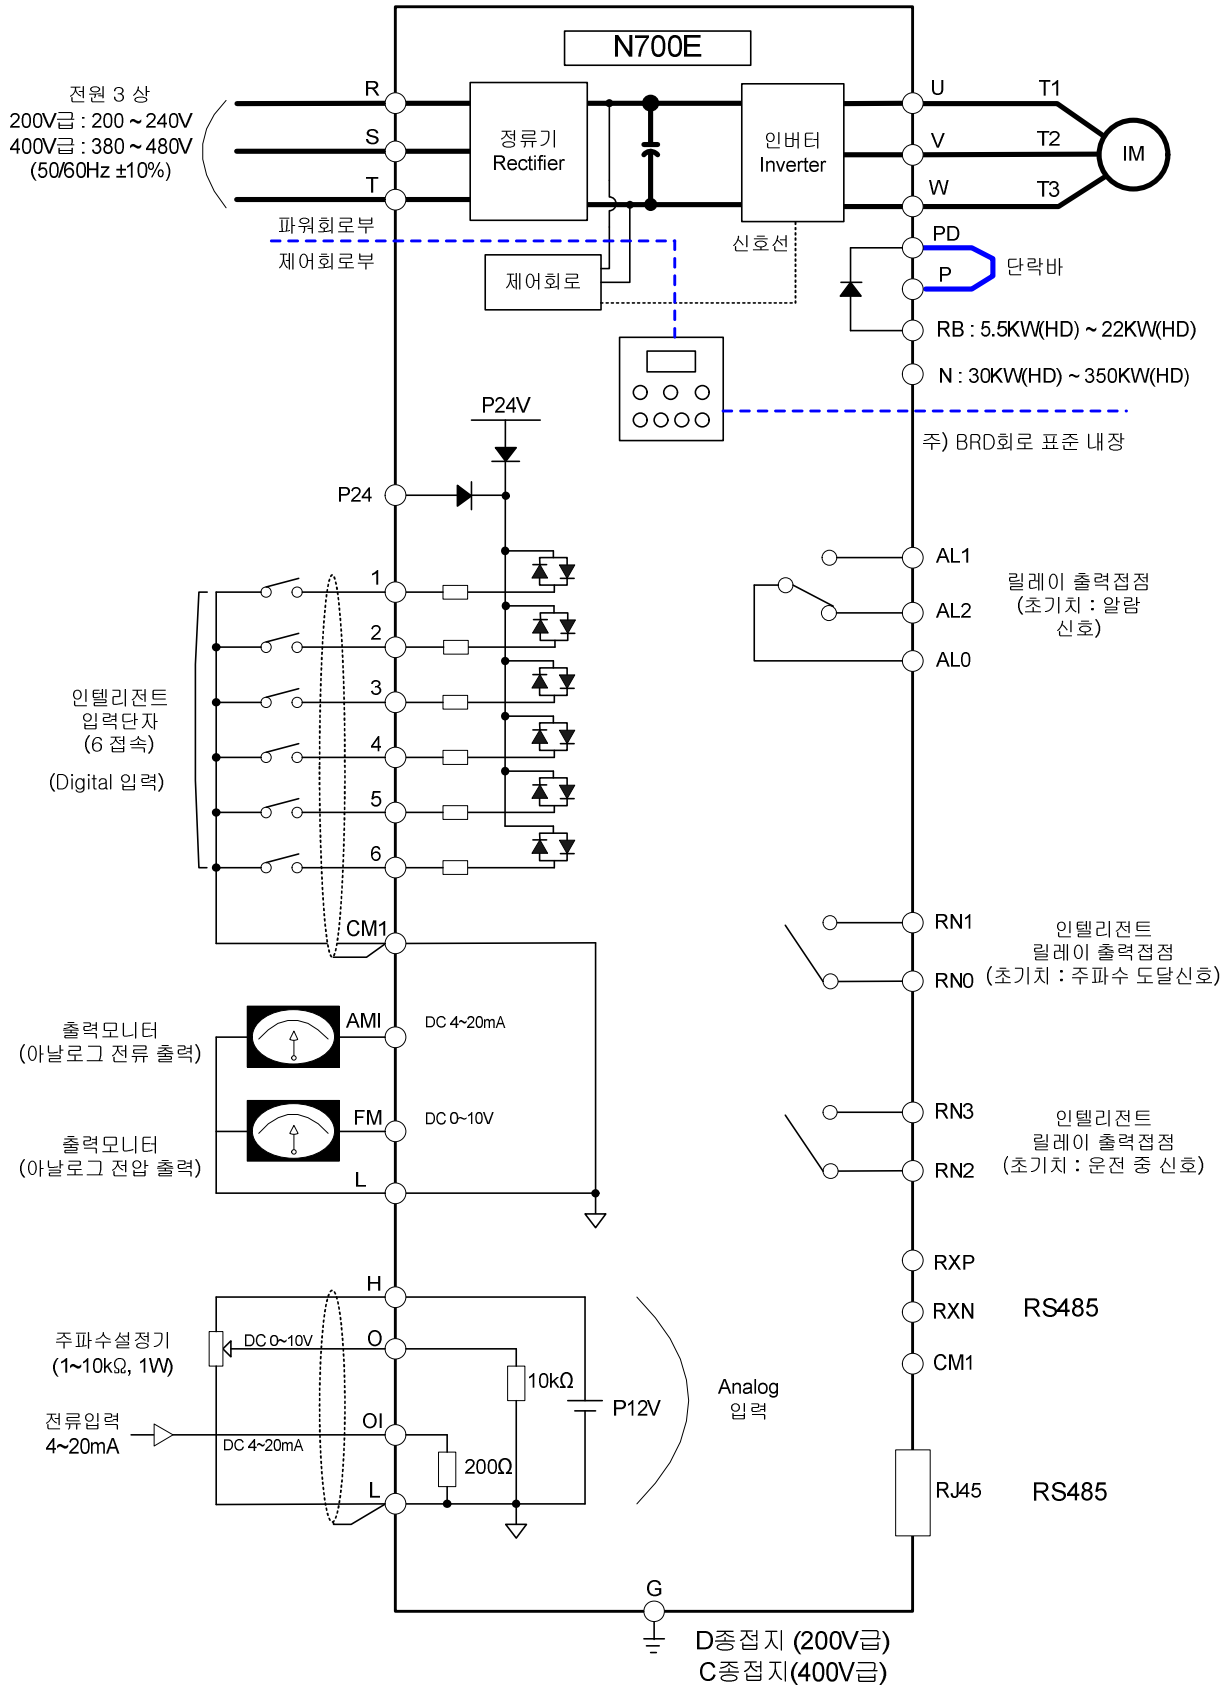 N700E
전원 3 상
200V급 : 200 ~ 240V
400V급 : 380 ~ 480V
(50/60Hz ±10%)
R
S
T
정류기
Rectifier
인버터
Inverter
U
V
W
T1
T2
T3
IM
파워회로부
제어회로부
제어회로
신호선
PD
P
단락바
RB : 5.5KW(HD) ~ 22KW(HD)
N : 30KW(HD) ~ 350KW(HD)
주) BRD회로 표준 내장
P24V
P24
1
2
3
4
5
6
CM1
인텔리전트
입력단자
(6 접속)
(Digital 입력)
AL1
AL2
AL0
릴레이 출력접점
(초기치 : 알람
신호)
RN1
RN0
인텔리전트
릴레이 출력접점
(초기치 : 주파수 도달신호)
출력모니터
(아날로그 전류 출력)
AMI
DC 4~20mA
출력모니터
(아날로그 전압 출력)
FM
DC 0~10V
L
RN3
RN2
인텔리전트
릴레이 출력접점
(초기치 : 운전 중 신호)
RXP
RXN
CM1
RS485
H
주파수설정기
(1~10kΩ, 1W)
DC 0~10V
O
10kΩ
P12V
Analog
입력
전류입력
4~20mA
OI
DC 4~20mA
200Ω
L
RJ45
RS485
G
D종접지 (200V급)
C종접지(400V급)